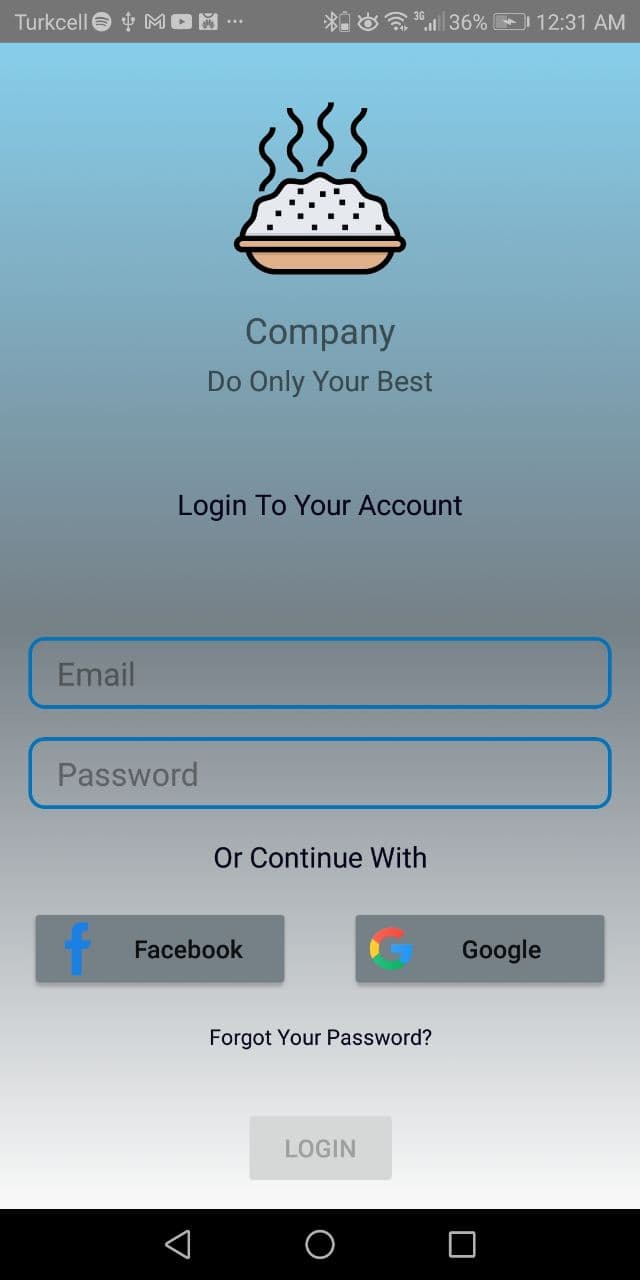 Turkcell 3G 36% 12:31 AM
Company
Do Only Your Best
Login To Your Account
Email
Password
Or Continue With
Facebook Google
Forgot Your Password?
LOGIN